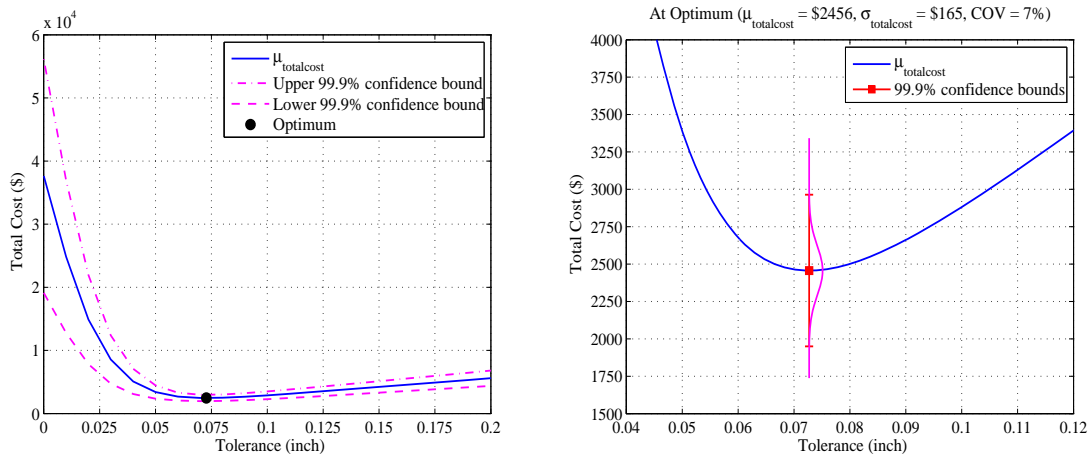 x 10^4
6
5
4
3
2
1
0
Total Cost ($)
μ_totalcost
Upper 99.9% confidence bound
Lower 99.9% confidence bound
Optimum
0 0.025 0.05 0.075 0.1 0.125 0.15 0.175 0.2
Tolerance (inch)
At Optimum (μ_totalcost = $2456, σ_totalcost = $165, COV = 7%)
4000
3750
3500
3250
3000
2750
2500
2250
2000
1750
1500
Total Cost ($)
μ_totalcost
99.9% confidence bounds
0.04 0.05 0.06 0.07 0.08 0.09 0.1 0.11 0.12
Tolerance (inch)